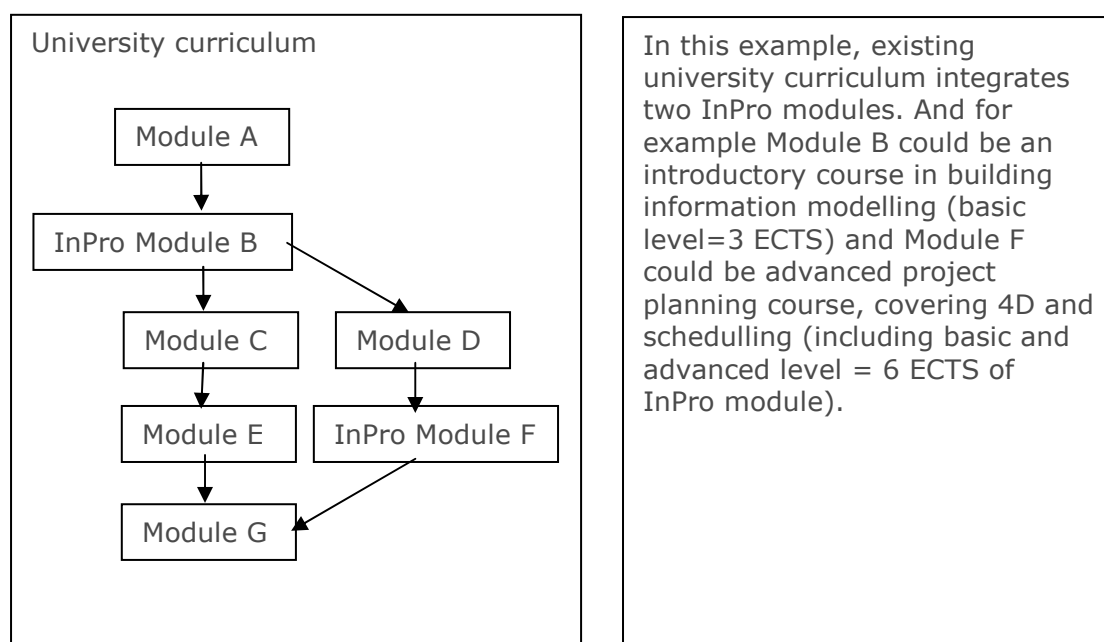 University curriculum
Module A
InPro Module B
Module C
Module D
Module E
InPro Module F
Module G
In this example, existing
university curriculum integrates
two InPro modules. And for
example Module B could be an
introductory course in building
information modelling (basic
level=3 ECTS) and Module F
could be advanced project
planning course, covering 4D and
schedulling (including basic and
advanced level = 6 ECTS of
InPro module).